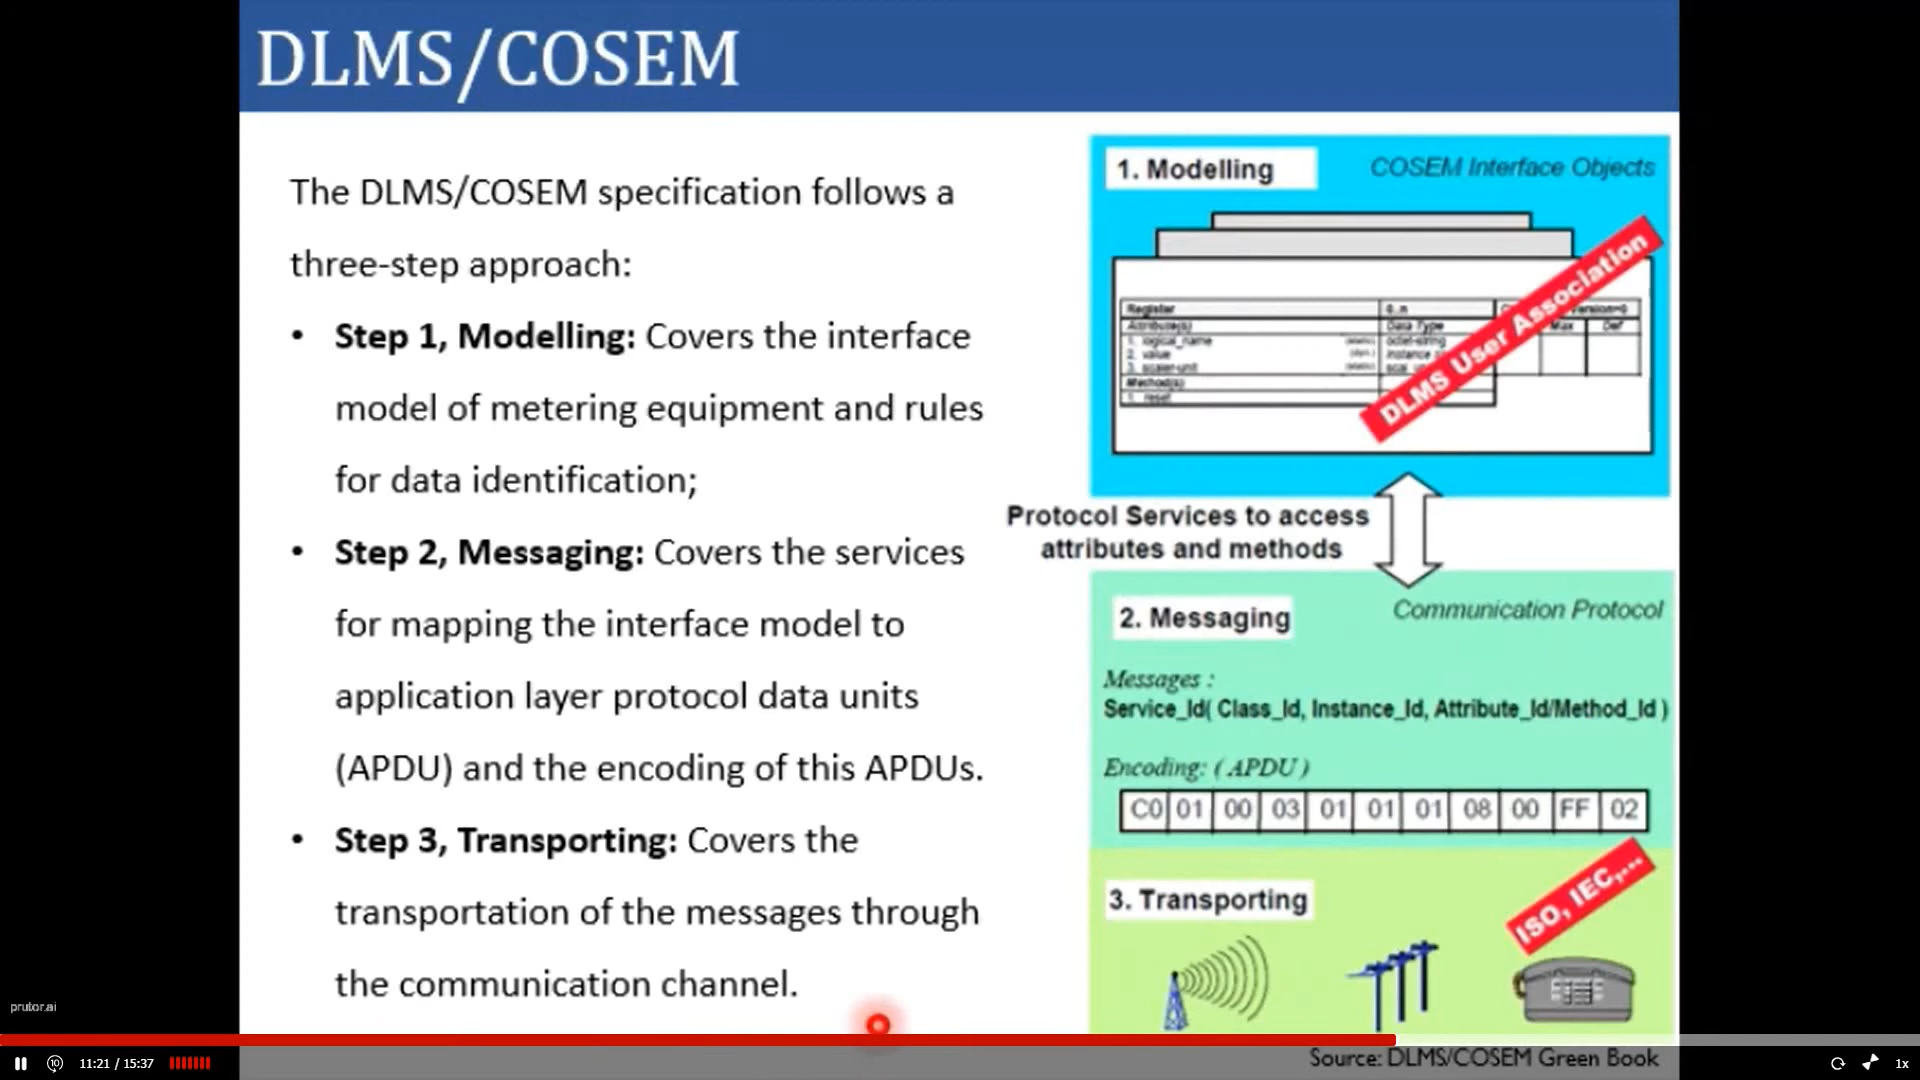 DLMS/COSEM
The DLMS/COSEM specification follows a
three-step approach:
• Step 1, Modelling: Covers the interface
model of metering equipment and rules
for data identification;
• Step 2, Messaging: Covers the services
for mapping the interface model to
application layer protocol data units
(APDU) and the encoding of this APDUs.
• Step 3, Transporting: Covers the
transportation of the messages through
the communication channel.
1. Modelling
COSEM Interface Objects
Register 0..n
Attribute(s) Data Type Max Def
1. logical_name (static) octet-string
2. value (dyn.) instance
3. scaler-unit (static)
Method(s)
1. reset
DLMS User Association
Protocol Services to access
attributes and methods
2. Messaging
Communication Protocol
Messages :
Service_Id( Class_Id, Instance_Id, Attribute_Id/Method_Id )
Encoding: ( APDU )
C0 01 00 03 01 01 01 08 00 FF 02
3. Transporting
ISO, IEC,...
Source: DLMS/COSEM Green Book
prutor.ai
10
11:21 / 15:37
1x